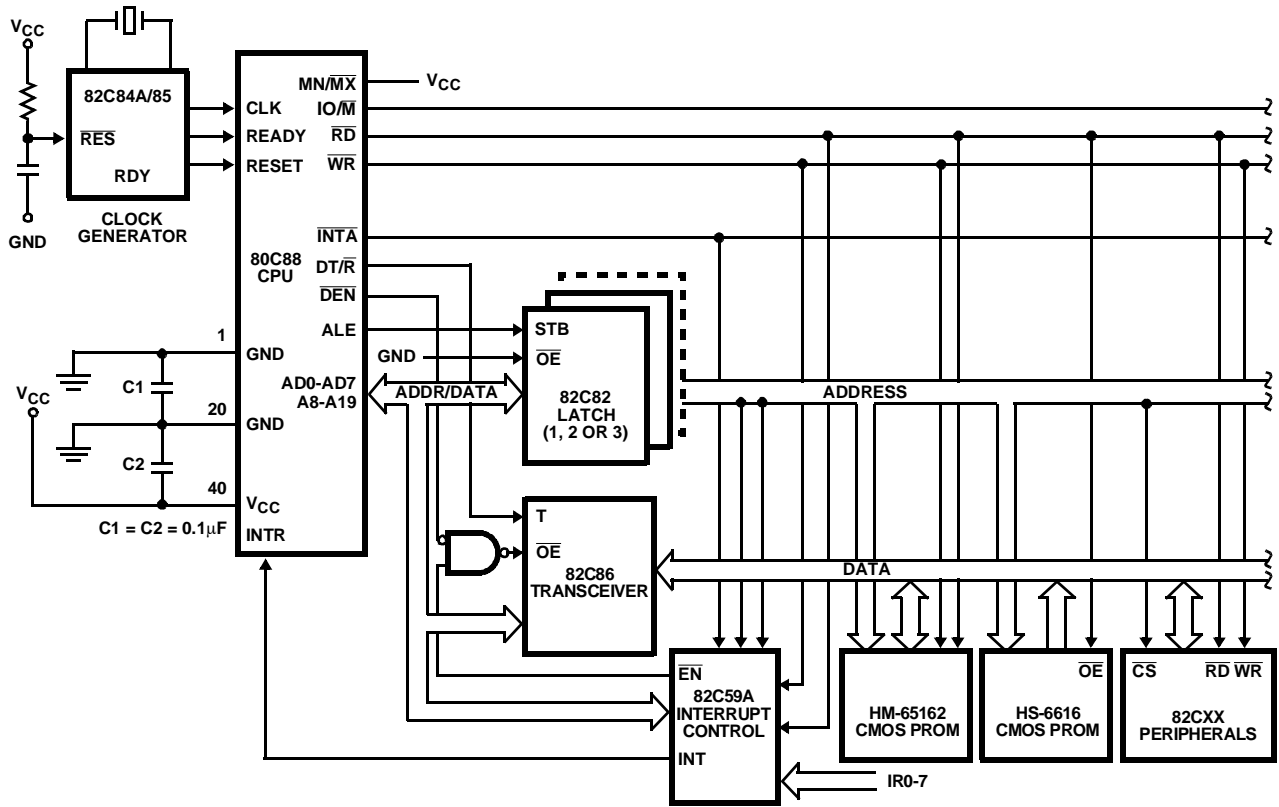 VCC
82C84A/85
RES
RDY
CLOCK
GENERATOR
GND
CLK
READY
RESET
80C88
CPU
MN/MX
VCC
IO/M
RD
WR
INTA
DT/R
DEN
ALE
1
GND
C1
VCC
20
GND
C2
40
VCC
C1 = C2 = 0.1μF
INTR
AD0-AD7
A8-A19
ADDR/DATA
GND
STB
OE
82C82
LATCH
(1, 2 OR 3)
ADDRESS
T
OE
82C86
TRANSCEIVER
DATA
EN
82C59A
INTERRUPT
CONTROL
INT
IR0-7
HM-65162
CMOS PROM
OE
HS-6616
CMOS PROM
CS
RD WR
82CXX
PERIPHERALS